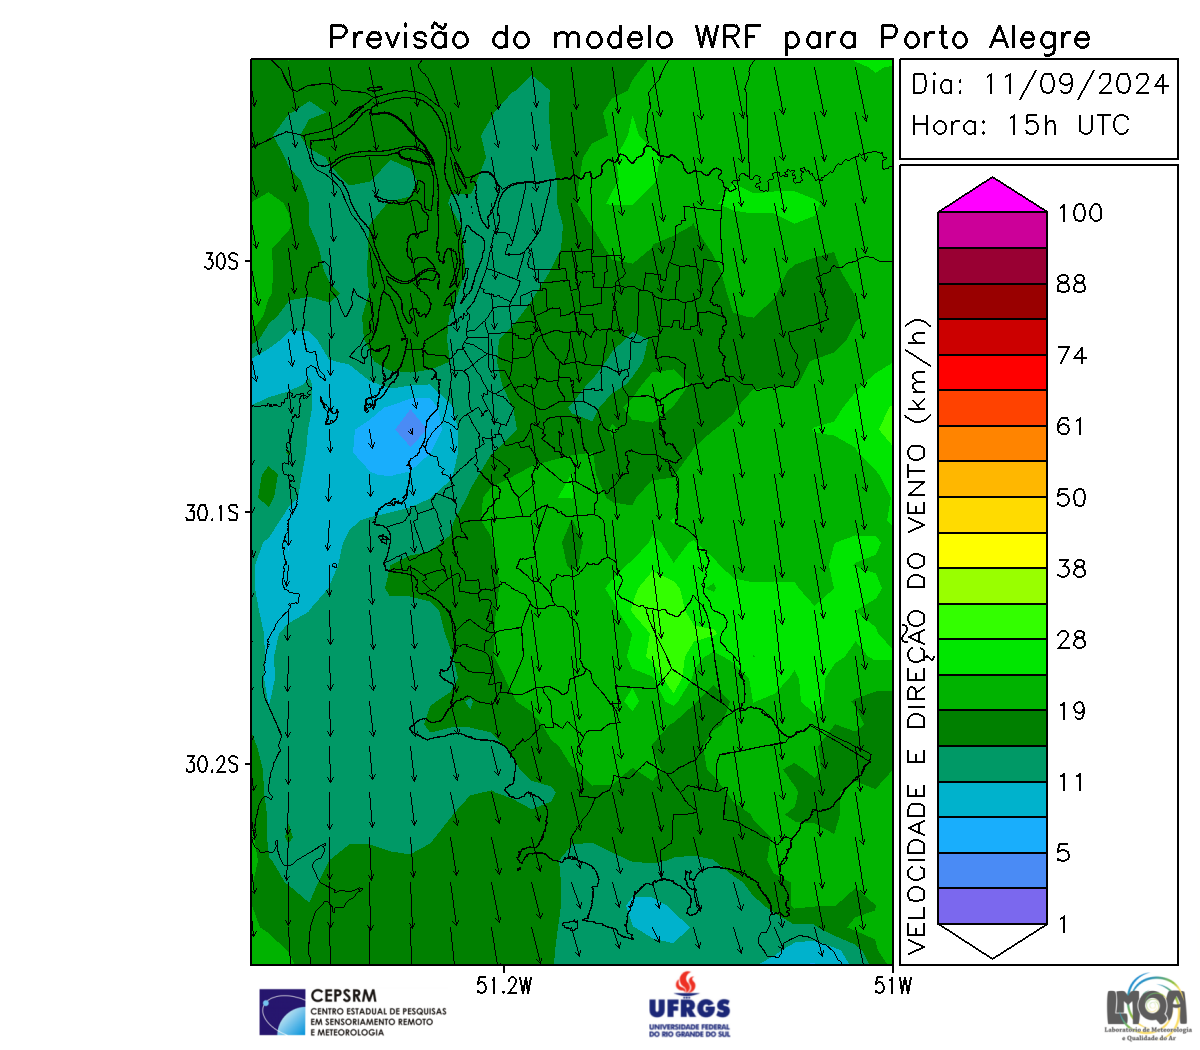 Previsão do modelo WRF para Porto Alegre
Dia: 11/09/2024
Hora: 15h UTC
VELOCIDADE E DIREÇÃO DO VENTO (km/h)
100
88
74
61
50
38
28
19
11
5
1
30S
30.1S
30.2S
51.2W
51W
CEPSRM
CENTRO ESTADUAL DE PESQUISAS
EM SENSORIAMENTO REMOTO
E METEOROLOGIA
UFRGS
UNIVERSIDADE FEDERAL
DO RIO GRANDE DO SUL
LMQA
Laboratório de Meteorologia
e Qualidade do Ar